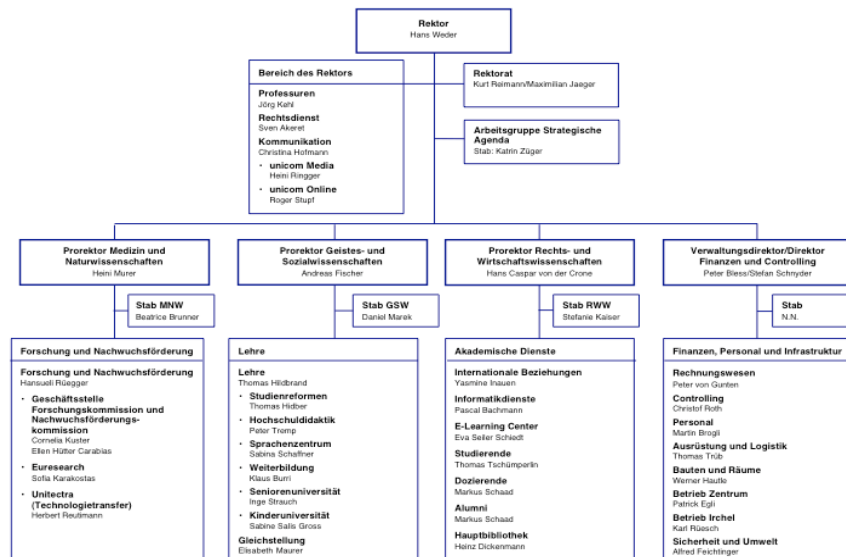 Rektor
Hans Weder
Bereich des Rektors
Professuren
Jörg Kehl
Rechtsdienst
Sven Akeret
Kommunikation
Christina Hofmann
• unicom Media
Heini Ringger
• unicom Online
Roger Stupf
Rektorat
Kurt Reimann/Maximilian Jaeger
Arbeitsgruppe Strategische
Agenda
Stab: Katrin Züger
Prorektor Medizin und
Naturwissenschaften
Heini Murer
Stab MNW
Beatrice Brunner
Forschung und Nachwuchsförderung
Forschung und Nachwuchsförderung
Hansueli Rüegger
• Geschäftsstelle
Forschungskommission und
Nachwuchsförderungs-
kommission
Cornelia Kuster
Ellen Hütter Carabias
• Euresearch
Sofia Karakostas
• Unitectra
(Technologietransfer)
Herbert Reutimann
Prorektor Geistes- und
Sozialwissenschaften
Andreas Fischer
Stab GSW
Daniel Marek
Lehre
Lehre
Thomas Hildbrand
• Studienreformen
Thomas Hidber
• Hochschuldidaktik
Peter Tremp
• Sprachenzentrum
Sabina Schaffner
• Weiterbildung
Klaus Burri
• Seniorenuniversität
Inge Strauch
• Kinderuniversität
Sabine Salis Gross
Gleichstellung
Elisabeth Maurer
Prorektor Rechts- und
Wirtschaftswissenschaften
Hans Caspar von der Crone
Stab RWW
Stefanie Kaiser
Akademische Dienste
Internationale Beziehungen
Yasmine Inauen
Informatikdienste
Pascal Bachmann
E-Learning Center
Eva Seiler Schiedt
Studierende
Thomas Tschümperlin
Dozierende
Markus Schaad
Alumni
Markus Schaad
Hauptbibliothek
Heinz Dickenmann
Verwaltungsdirektor/Direktor
Finanzen und Controlling
Peter Bless/Stefan Schnyder
Stab
N.N.
Finanzen, Personal und Infrastruktur
Rechnungswesen
Peter von Gunten
Controlling
Christof Roth
Personal
Martin Brogli
Ausrüstung und Logistik
Thomas Trüb
Bauten und Räume
Werner Hautle
Betrieb Zentrum
Patrick Egli
Betrieb Irchel
Karl Rüesch
Sicherheit und Umwelt
Alfred Feichtinger